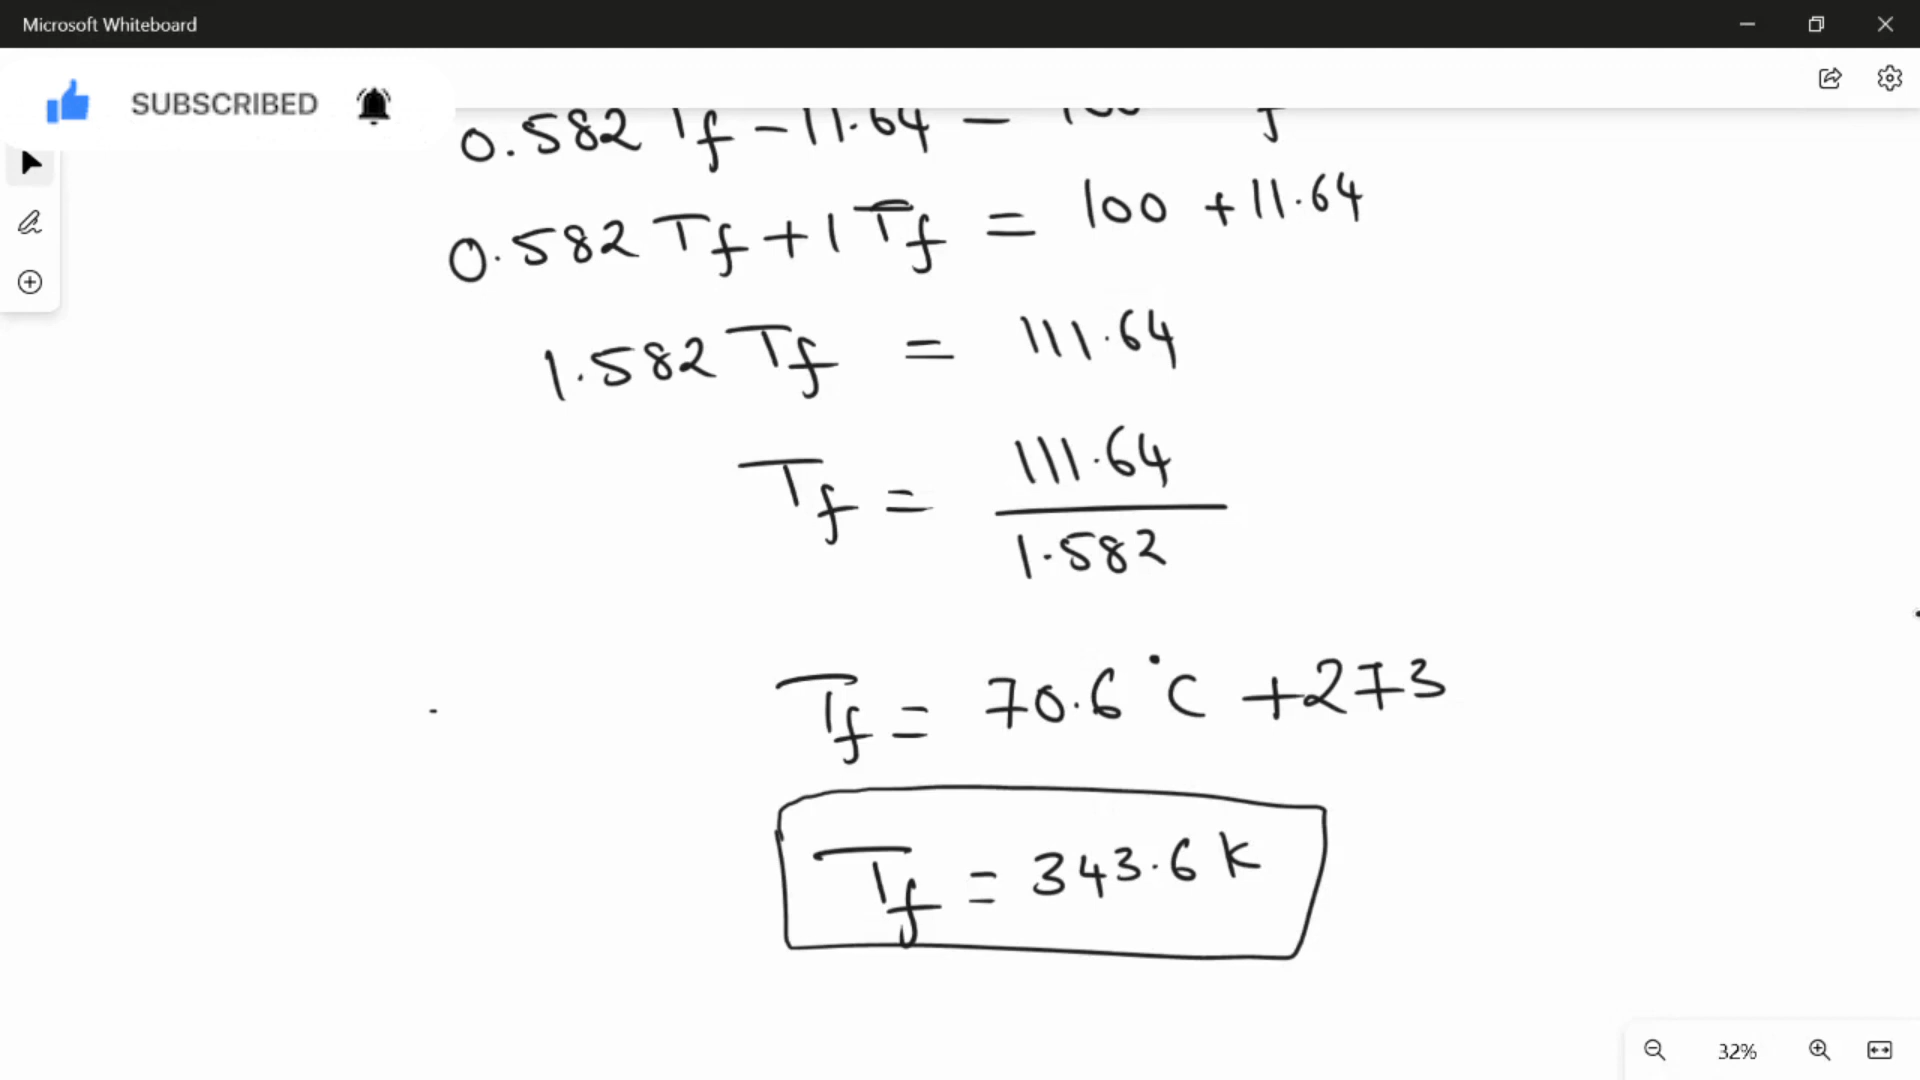 Microsoft Whiteboard
SUBSCRIBED
0.582 Tf - 11.64 =
0.582 Tf + 1 Tf = 100 + 11.64
1.582 Tf = 111.64
Tf = 111.64
1.582
Tf = 70.6 °C + 273
Tf = 343.6 K
32%